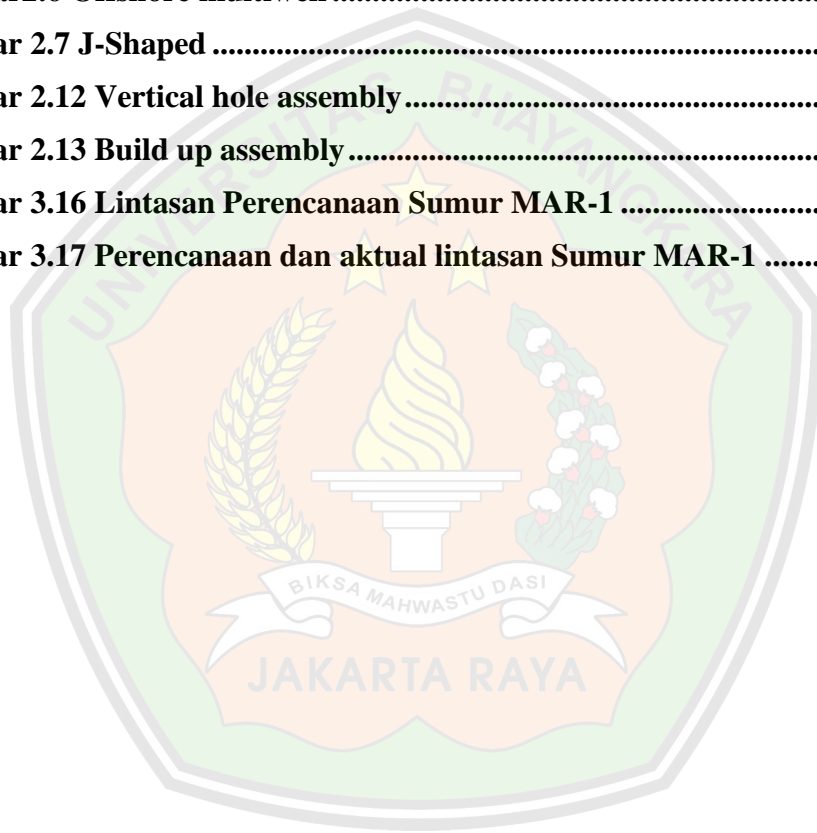 ar 2.7 J-Shaped ........................................................................
ar 2.12 Vertical hole assembly ..................................................
ar 2.13 Build up assembly .........................................................
ar 3.16 Lintasan Perencanaan Sumur MAR-1 .......................
ar 3.17 Perencanaan dan aktual lintasan Sumur MAR-1 .......
UNIVERSITAS BHAYANGKARA
BIKSA MAHWASTU DASI
JAKARTA RAYA